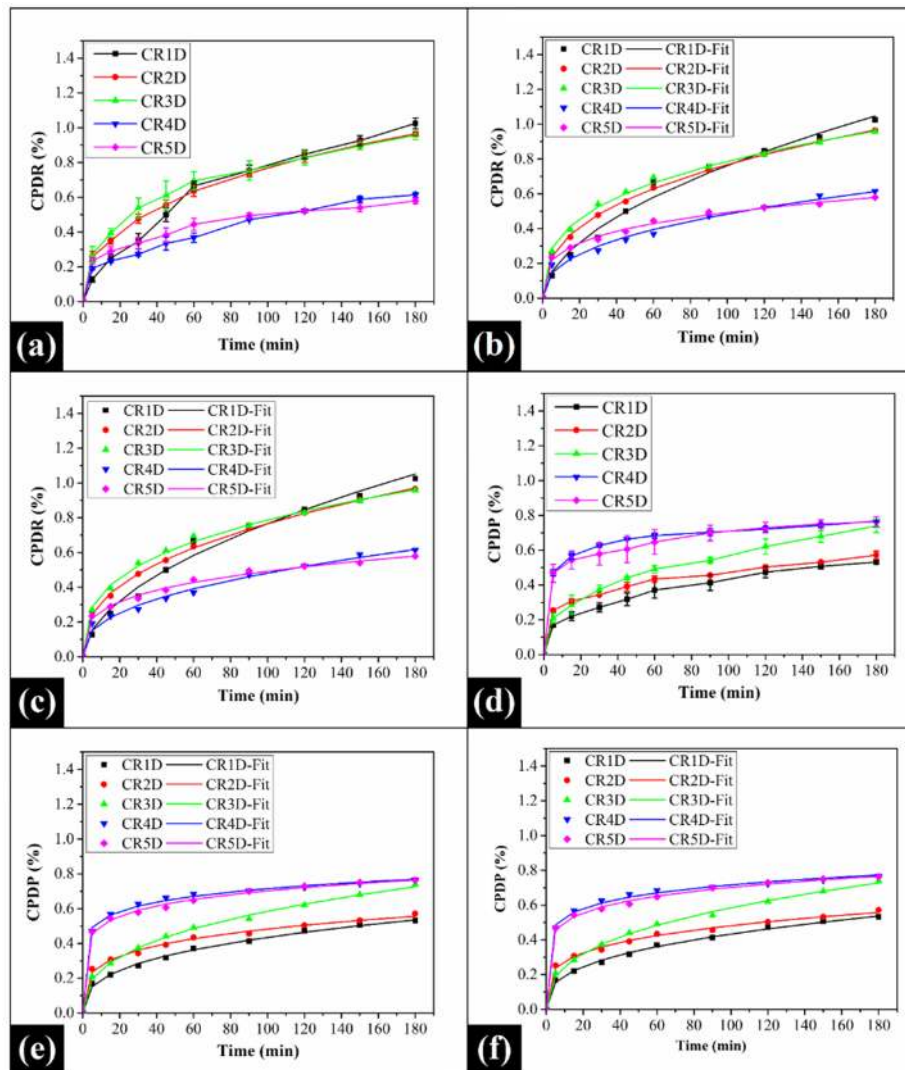 1.4
1.2
1.0
0.8
0.6
0.4
0.2
0.0
CPDR (%)
CR1D
CR2D
CR3D
CR4D
CR5D
0 20 40 60 80 100 120 140 160 180
Time (min)
(a)
1.4
1.2
1.0
0.8
0.6
0.4
0.2
0.0
CPDR (%)
CR1D CR1D-Fit
CR2D CR2D-Fit
CR3D CR3D-Fit
CR4D CR4D-Fit
CR5D CR5D-Fit
0 20 40 60 80 100 120 140 160 180
Time (min)
(b)
1.4
1.2
1.0
0.8
0.6
0.4
0.2
0.0
CPDR (%)
CR1D CR1D-Fit
CR2D CR2D-Fit
CR3D CR3D-Fit
CR4D CR4D-Fit
CR5D CR5D-Fit
0 20 40 60 80 100 120 140 160 180
Time (min)
(c)
1.4
1.2
1.0
0.8
0.6
0.4
0.2
0.0
CPDP (%)
CR1D
CR2D
CR3D
CR4D
CR5D
0 20 40 60 80 100 120 140 160 180
Time (min)
(d)
1.4
1.2
1.0
0.8
0.6
0.4
0.2
0.0
CPDP (%)
CR1D CR1D-Fit
CR2D CR2D-Fit
CR3D CR3D-Fit
CR4D CR4D-Fit
CR5D CR5D-Fit
0 20 40 60 80 100 120 140 160 180
Time (min)
(e)
1.4
1.2
1.0
0.8
0.6
0.4
0.2
0.0
CPDP (%)
CR1D CR1D-Fit
CR2D CR2D-Fit
CR3D CR3D-Fit
CR4D CR4D-Fit
CR5D CR5D-Fit
0 20 40 60 80 100 120 140 160 180
Time (min)
(f)